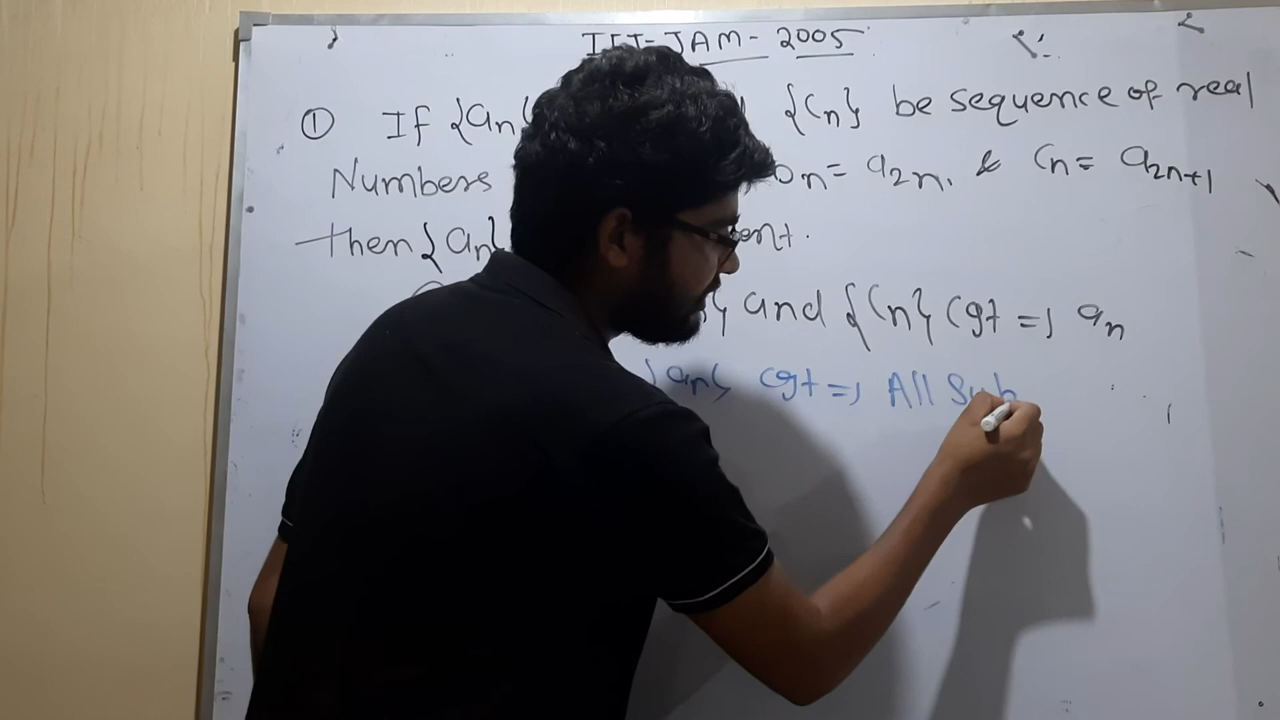 IIT-JAM-2005
① If {an {Cn} be sequence of real
Numbers bn = a2n, & Cn = a2n+1
then {an} ent.
} and {Cn} Cgt => an
{an} Cgt => All Sub